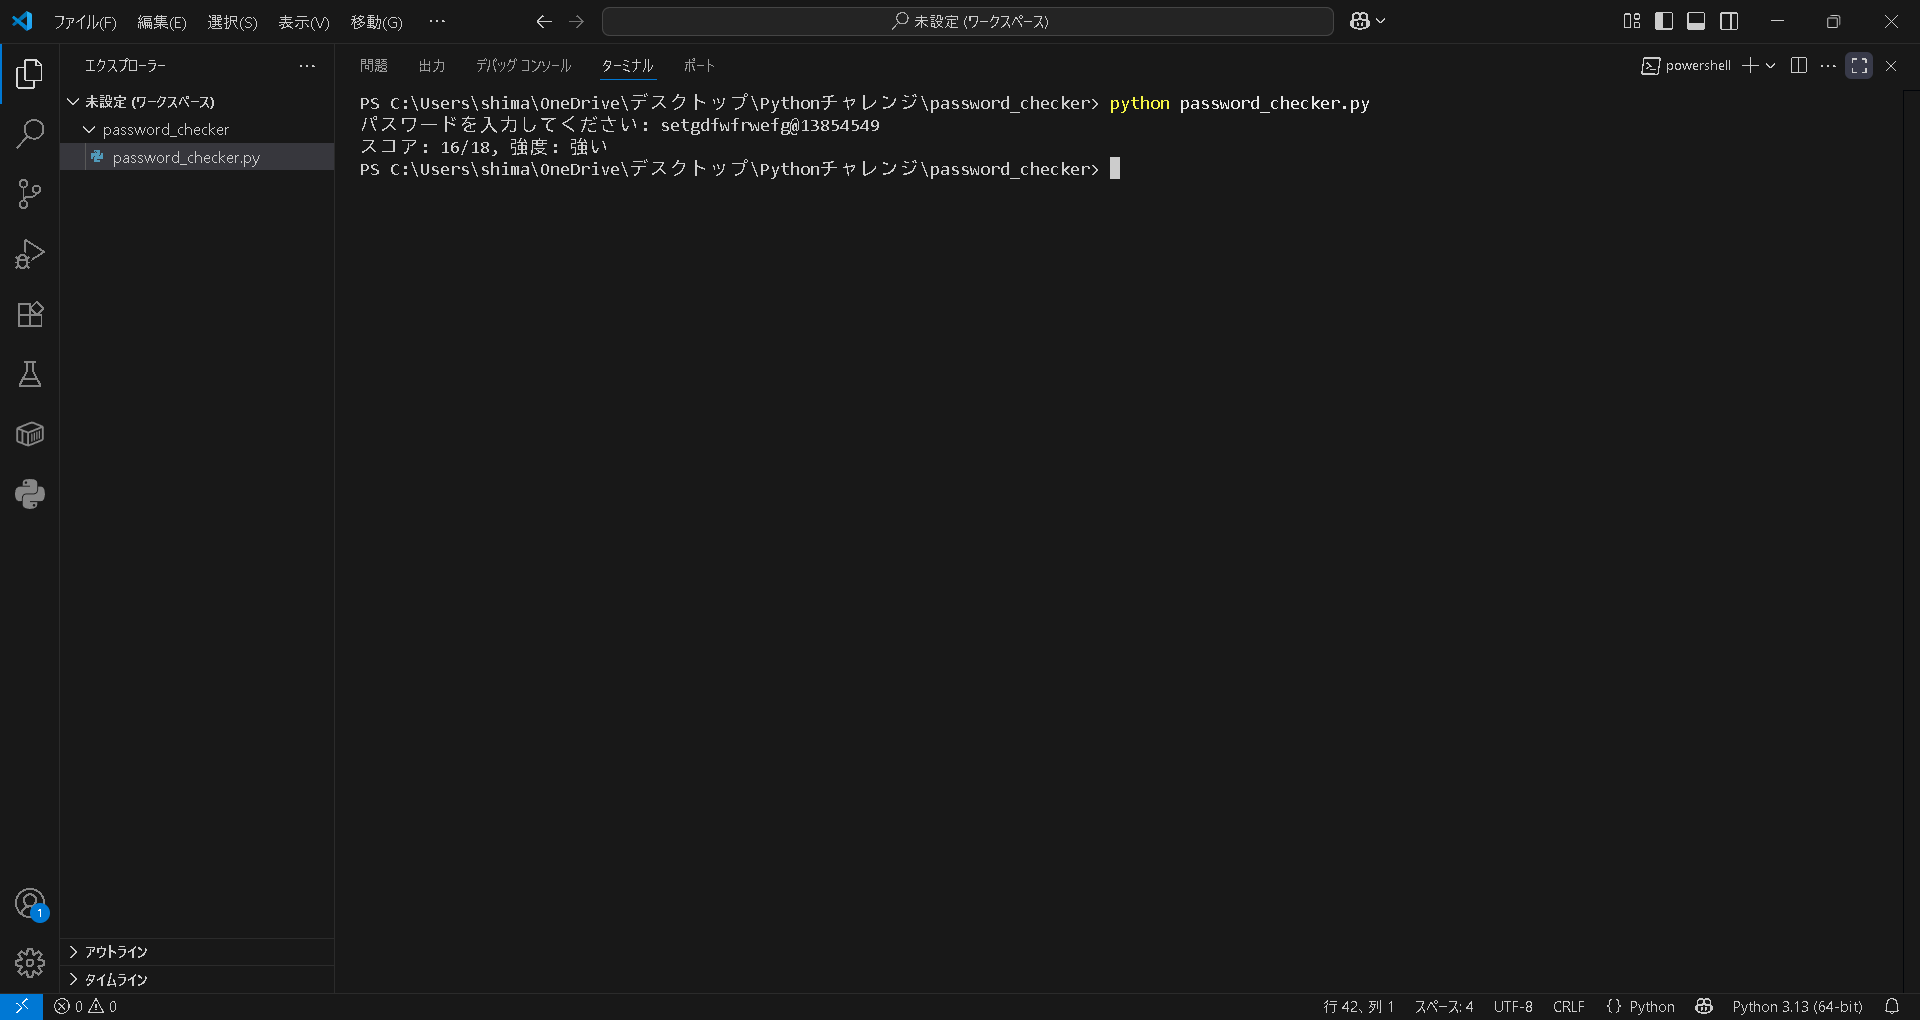 ファイル(F) 編集(E) 選択(S) 表示(V) 移動(G) … 未設定 (ワークスペース)
エクスプローラー … 問題 出力 デバッグ コンソール ターミナル ポート powershell …
未設定 (ワークスペース)
password_checker
password_checker.py
PS C:\Users\shima\OneDrive\デスクトップ\Pythonチャレンジ\password_checker> python password_checker.py
パスワードを入力してください: setgdfwfrwefg@13854549
スコア: 16/18, 強度: 強い
PS C:\Users\shima\OneDrive\デスクトップ\Pythonチャレンジ\password_checker>
1
アウトライン
タイムライン
0 0 行 42、列 1 スペース: 4 UTF-8 CRLF {} Python Python 3.13 (64-bit)